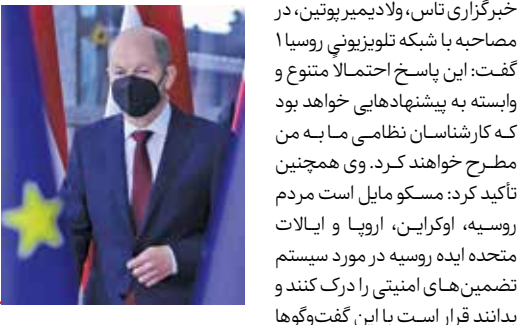 خبرگزاری تاس، ولادیمیر پوتین، در
مصاحبه با شبکه تلویزیونی روسیا ۱
گفت: این پاسخ احتمالاً متنوع و
وابسته به پیشنهادهایی خواهد بود
که کارشناسان نظامی ما به من
مطرح خواهند کرد. وی همچنین
تأکید کرد: مسکو مایل است مردم
روسیه، اوکراین، اروپا و ایالات
متحده ایده روسیه در مورد سیستم
تضمین‌های امنیتی را درک کنند و
بدانند قرار است با این گفت‌وگوها